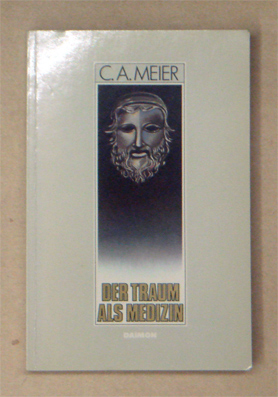 C. A. MEIER
DER TRAUM
ALS MEDIZIN
DAIMON